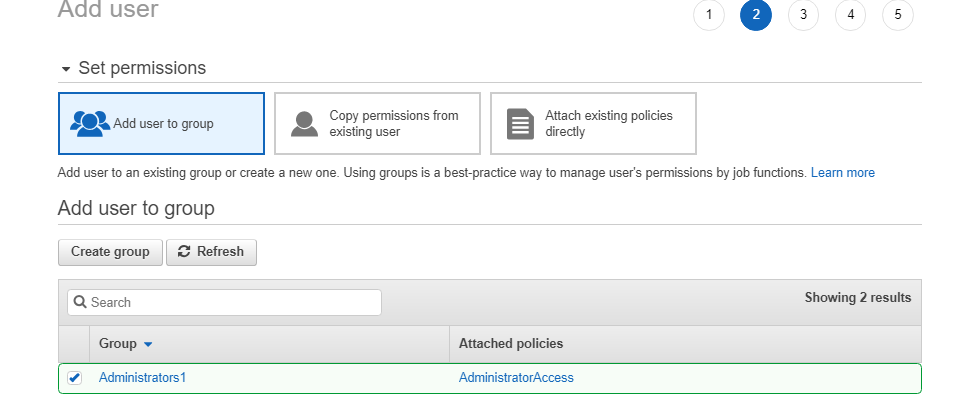 Add user
1 2 3 4 5
Set permissions
Add user to group
Copy permissions from
existing user
Attach existing policies
directly
Add user to an existing group or create a new one. Using groups is a best-practice way to manage user's permissions by job functions. Learn more
Add user to group
Create group Refresh
Search
Showing 2 results
Group Attached policies
Administrators1 AdministratorAccess